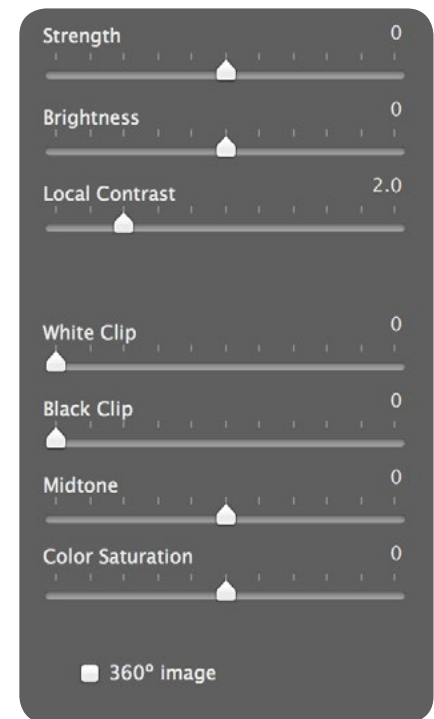 Strength 0
Brightness 0
Local Contrast 2.0
White Clip 0
Black Clip 0
Midtone 0
Color Saturation 0
360° image